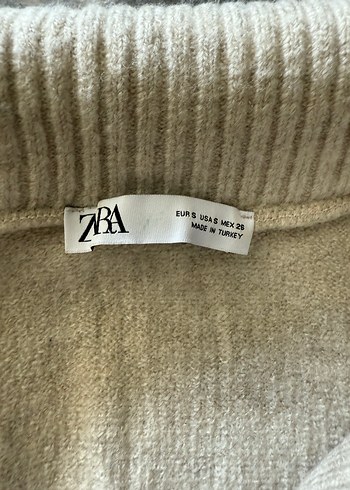 ZARA
EUR S USA S MEX 26
MADE IN TURKEY